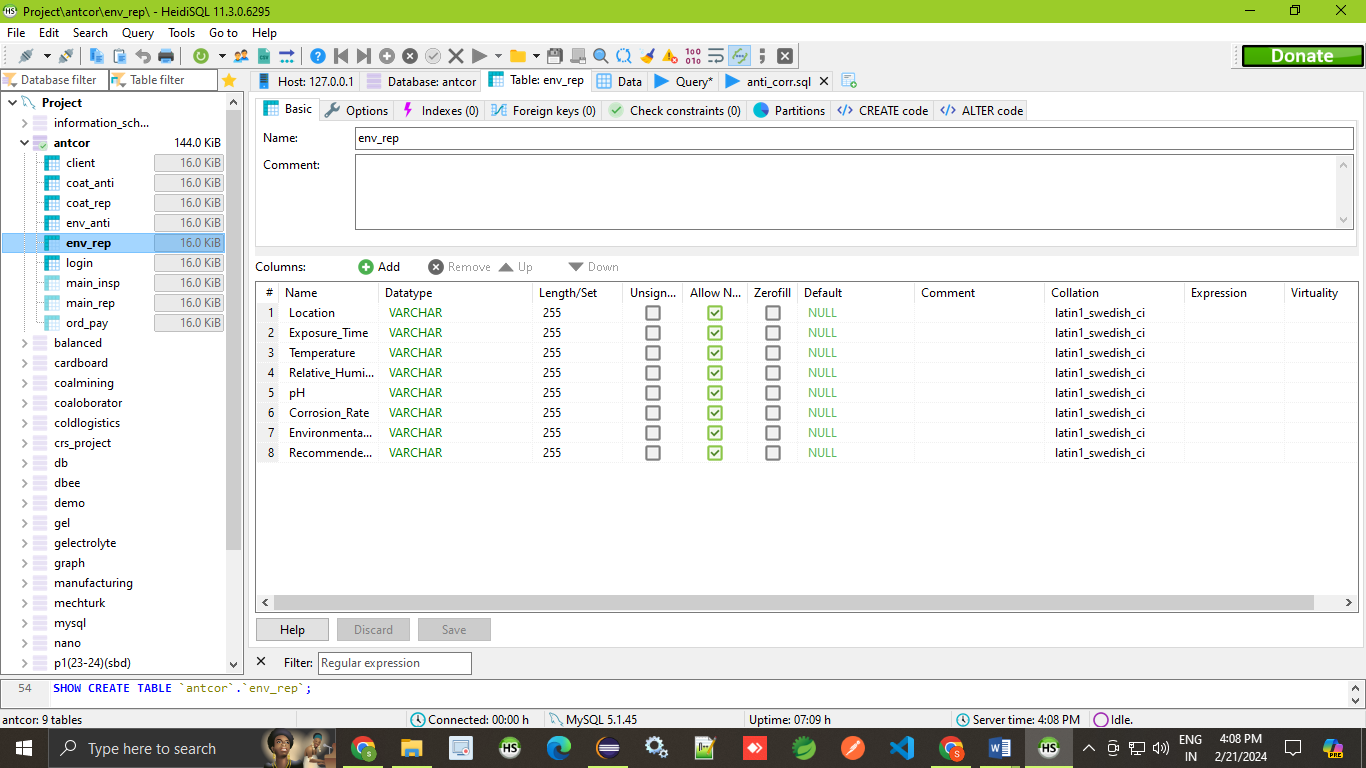 Project\antcor\env_rep\ - HeidiSQL 11.3.0.6295
File Edit Search Query Tools Go to Help
Donate
Database filter Table filter
Host: 127.0.0.1 Database: antcor Table: env_rep Data Query* anti_corr.sql
Project
information_sch...
antcor 144.0 KiB
client 16.0 KiB
coat_anti 16.0 KiB
coat_rep 16.0 KiB
env_anti 16.0 KiB
env_rep 16.0 KiB
login 16.0 KiB
main_insp 16.0 KiB
main_rep 16.0 KiB
ord_pay 16.0 KiB
balanced
cardboard
coalmining
coaloborator
coldlogistics
crs_project
db
dbee
demo
gel
gelectrolyte
graph
manufacturing
mechturk
mysql
nano
p1(23-24)(sbd)
Basic Options Indexes (0) Foreign keys (0) Check constraints (0) Partitions CREATE code ALTER code
Name: env_rep
Comment:
Columns: Add Remove Up Down
# Name Datatype Length/Set Unsign... Allow N... Zerofill Default Comment Collation Expression Virtuality
1 Location VARCHAR 255 NULL latin1_swedish_ci
2 Exposure_Time VARCHAR 255 NULL latin1_swedish_ci
3 Temperature VARCHAR 255 NULL latin1_swedish_ci
4 Relative_Humi... VARCHAR 255 NULL latin1_swedish_ci
5 pH VARCHAR 255 NULL latin1_swedish_ci
6 Corrosion_Rate VARCHAR 255 NULL latin1_swedish_ci
7 Environmenta... VARCHAR 255 NULL latin1_swedish_ci
8 Recommende... VARCHAR 255 NULL latin1_swedish_ci
Help Discard Save
Filter: Regular expression
54 SHOW CREATE TABLE `antcor`.`env_rep`;
antcor: 9 tables Connected: 00:00 h MySQL 5.1.45 Uptime: 07:09 h Server time: 4:08 PM Idle.
Type here to search
ENG
IN
4:08 PM
2/21/2024